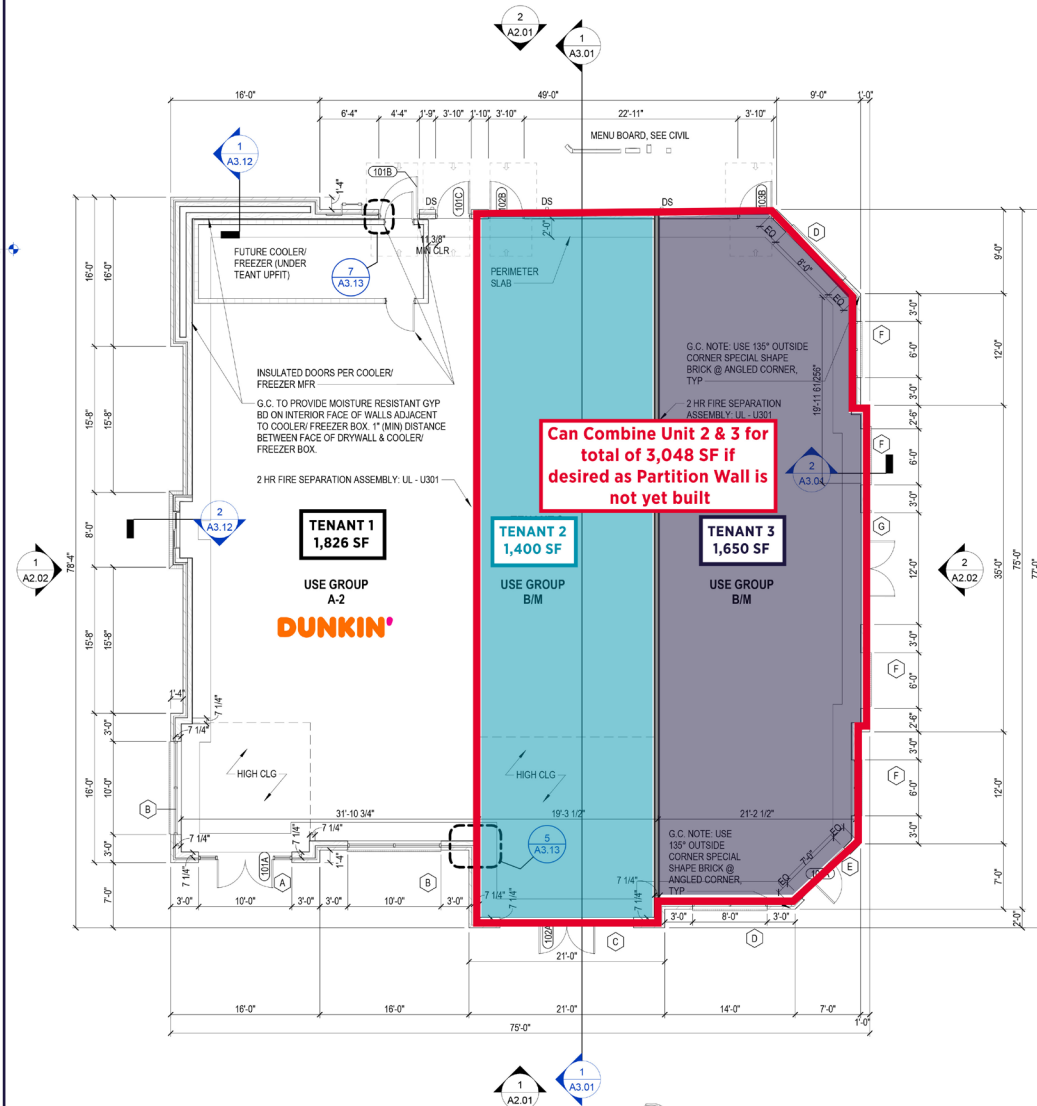 2
A2.01
1
A3.01
16'-0"
49'-0"
9'-0"
1'-0"
6'-4"
4'-4"
1'-9"
3'-10"
1'-10"
3'-10"
22'-11"
3'-10"
MENU BOARD, SEE CIVIL
1
A3.12
101B
1'-4"
DS
101C
102B
DS
DS
103B
EQ
D
2'-0"
11 3/8"
MIN CLR
FUTURE COOLER/
FREEZER (UNDER
TEANT UPFIT)
7
A3.13
PERIMETER
SLAB
8'-0"
EQ
16'-0"
16'-0"
9'-0"
3'-0"
F
6'-0"
12'-0"
3'-0"
G.C. NOTE: USE 135° OUTSIDE
CORNER SPECIAL SHAPE
BRICK @ ANGLED CORNER,
TYP
19'-11 61/256"
INSULATED DOORS PER COOLER/
FREEZER MFR
G.C. TO PROVIDE MOISTURE RESISTANT GYP
BD ON INTERIOR FACE OF WALLS ADJACENT
TO COOLER/ FREEZER BOX. 1" (MIN) DISTANCE
BETWEEN FACE OF DRYWALL & COOLER/
FREEZER BOX.
2 HR FIRE SEPARATION
ASSEMBLY: UL - U301
15'-8"
15'-8"
2'-6"
F
6'-0"
3'-0"
Can Combine Unit 2 & 3 for
total of 3,048 SF if
desired as Partition Wall is
not yet built
2
A3.01
2 HR FIRE SEPARATION ASSEMBLY: UL - U301
2
A3.12
8'-0"
TENANT 1
1,826 SF
TENANT 2
1,400 SF
TENANT 3
1,650 SF
G
1
A2.02
78'-4"
USE GROUP
A-2
USE GROUP
B/M
USE GROUP
B/M
12'-0"
35'-0"
75'-0"
77'-0"
2
A2.02
DUNKIN'
15'-8"
15'-8"
3'-0"
F
6'-0"
2'-6"
1'-4"
7 1/4"
7 1/4"
3'-0"
3'-0"
HIGH CLG
HIGH CLG
F
6'-0"
12'-0"
16'-0"
10'-0"
B
31'-10 3/4"
19'-3 1/2"
21'-2 1/2"
3'-0"
7 1/4"
7 1/4"
7 1/4"
5
A3.13
G.C. NOTE: USE
135° OUTSIDE
CORNER SPECIAL
SHAPE BRICK @
ANGLED CORNER,
TYP
EQ
7'-0"
EQ
E
3'-0"
7 1/4"
101A
A
1'-4"
B
7 1/4"
7 1/4"
7 1/4"
7 1/4"
7'-0"
7'-0"
3'-0"
10'-0"
3'-0"
3'-0"
10'-0"
3'-0"
3'-0"
8'-0"
3'-0"
2'-0"
102A
C
D
21'-0"
16'-0"
16'-0"
21'-0"
14'-0"
7'-0"
1'-0"
75'-0"
1
A2.01
1
A3.01